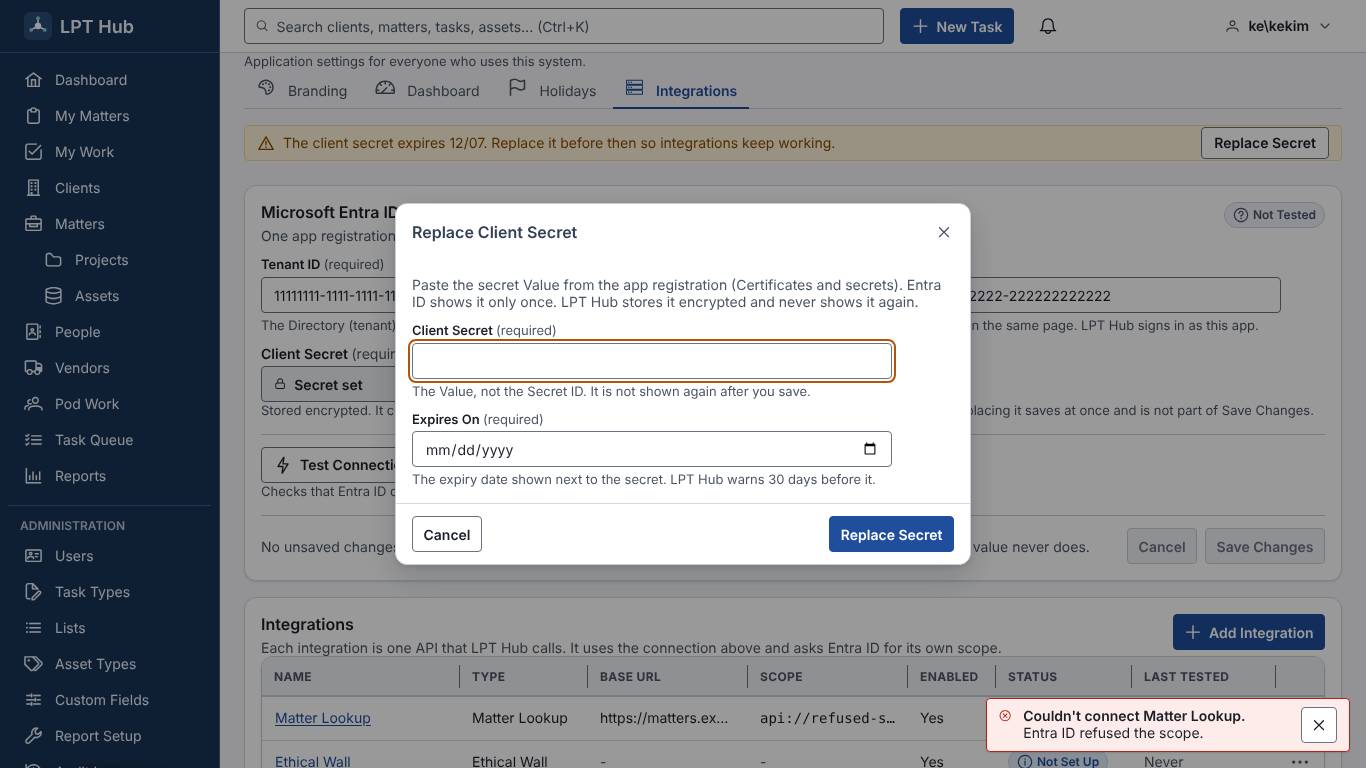 LPT Hub
Search clients, matters, tasks, assets... (Ctrl+K)
New Task
ke\kekim
Dashboard
My Matters
My Work
Clients
Matters
Projects
Assets
People
Vendors
Pod Work
Task Queue
Reports
ADMINISTRATION
Users
Task Types
Lists
Asset Types
Custom Fields
Report Setup
Application settings for everyone who uses this system.
Branding
Dashboard
Holidays
Integrations
The client secret expires 12/07. Replace it before then so integrations keep working.
Replace Secret
Microsoft Entra ID
Not Tested
One app registration
Tenant ID (required)
11111111-1111-1111-11
2222-222222222222
The Directory (tenant)
n the same page. LPT Hub signs in as this app.
Client Secret (requir
Secret set
Stored encrypted. It c
placing it saves at once and is not part of Save Changes.
Test Connecti
Checks that Entra ID c
No unsaved changes
value never does.
Cancel
Save Changes
Replace Client Secret
Paste the secret Value from the app registration (Certificates and secrets). Entra
ID shows it only once. LPT Hub stores it encrypted and never shows it again.
Client Secret (required)
The Value, not the Secret ID. It is not shown again after you save.
Expires On (required)
mm/dd/yyyy
The expiry date shown next to the secret. LPT Hub warns 30 days before it.
Cancel
Replace Secret
Integrations
Each integration is one API that LPT Hub calls. It uses the connection above and asks Entra ID for its own scope.
Add Integration
NAME TYPE BASE URL SCOPE ENABLED STATUS LAST TESTED
Matter Lookup Matter Lookup https://matters.ex... api://refused-s... Yes
Ethical Wall Ethical Wall - - Yes Not Set Up Never
Couldn't connect Matter Lookup.
Entra ID refused the scope.